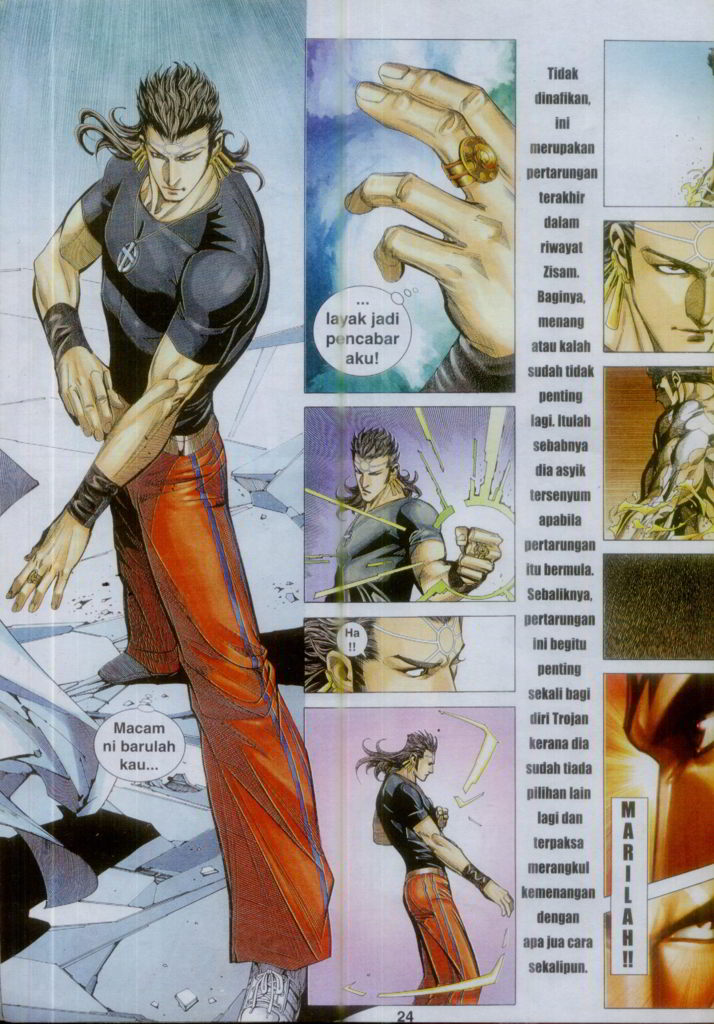 Macam
ni barulah
kau...
...
layak jadi
pencabar
aku!
Ha
!!
Tidak
dinafikan,
ini
merupakan
pertarungan
terakhir
dalam
riwayat
Zisam.
Baginya,
menang
atau kalah
sudah tidak
penting
lagi. Itulah
sebabnya
dia asyik
tersenyum
apabila
pertarungan
itu bermula.
Sebaliknya,
pertarungan
ini begitu
penting
sekali bagi
diri Trojan
kerana dia
sudah tiada
pilihan lain
lagi dan
terpaksa
merangkul
kemenangan
dengan
apa jua cara
sekalipun.
MARILAH!!
24